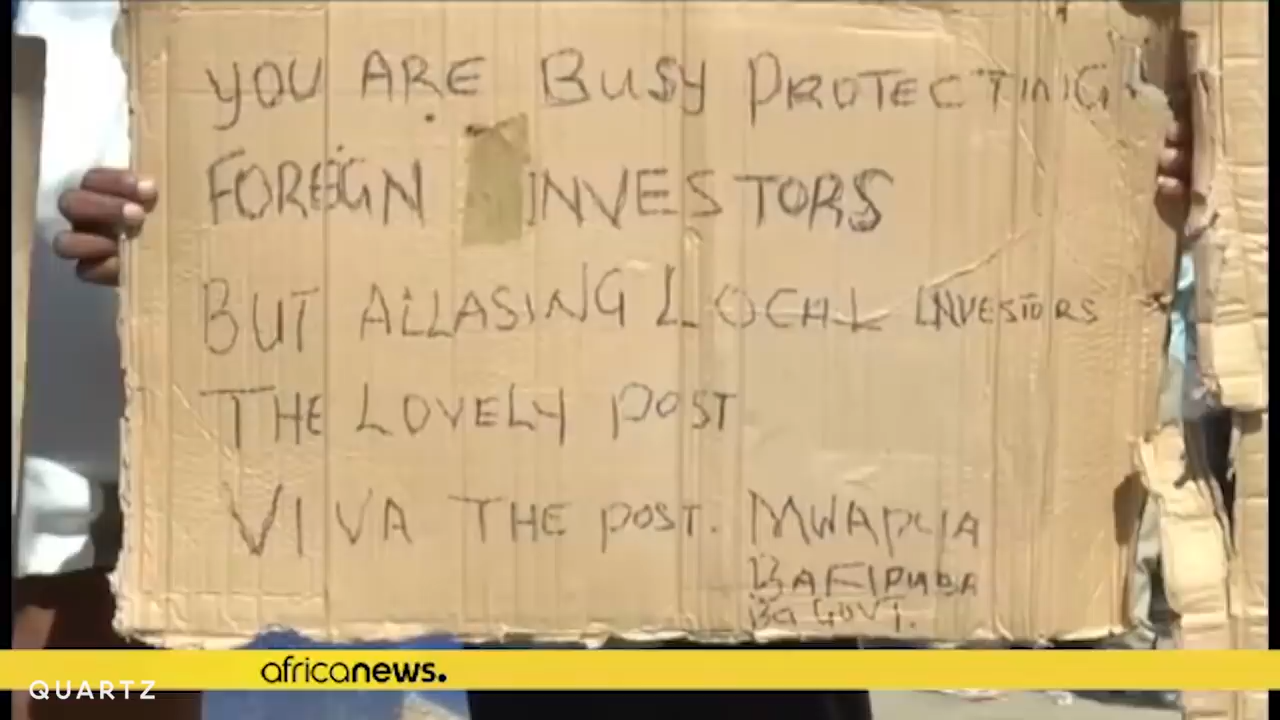 YOU ARE BUSY PROTECTING
FOREIGN INVESTORS
BUT ALLASING LOCAL INVESTORS
THE LOVELY POST
VIVA THE POST. MWAPYA
BAFIPUBA
BA GOVT.
africanews.
QUARTZ